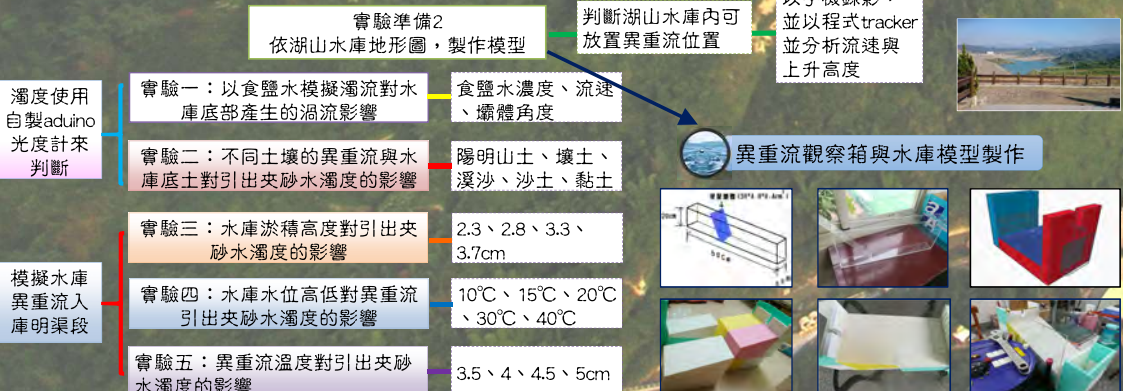 實驗準備2
依湖山水庫地形圖，製作模型
判斷湖山水庫內可
放置異重流位置
以手機錄影，
並以程式tracker
並分析流速與
上升高度
濁度使用
自製aduino
光度計來
判斷
實驗一：以食鹽水模擬濁流對水
庫底部產生的渦流影響
食鹽水濃度、流速
、壩體角度
實驗二：不同土壤的異重流與水
庫底土對引出夾砂水濁度的影響
陽明山土、壤土、
溪沙、沙土、黏土
異重流觀察箱與水庫模型製作
模擬水庫
異重流入
庫明渠段
實驗三：水庫淤積高度對引出夾
砂水濁度的影響
2.3、2.8、3.3、
3.7cm
實驗四：水庫水位高低對異重流
引出夾砂水濁度的影響
10℃、15℃、20℃
、30℃、40℃
實驗五：異重流溫度對引出夾砂
水濁度的影響
3.5、4、4.5、5cm
20cm
50cm